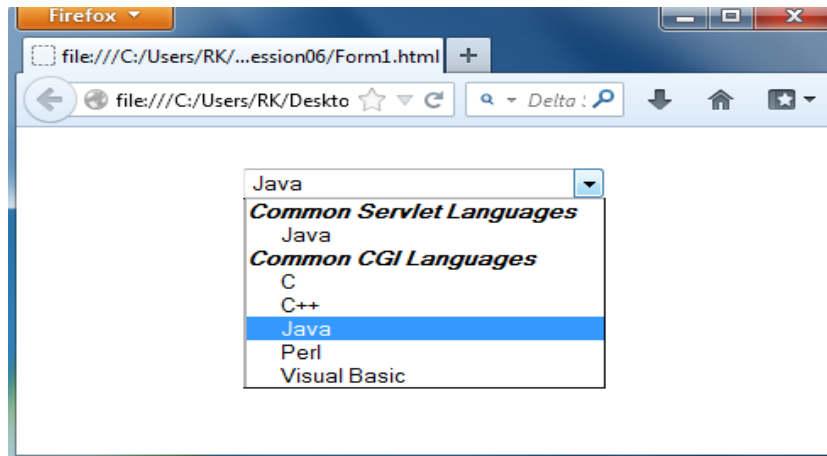 Firefox
file:///C:/Users/RK/...ession06/Form1.html
file:///C:/Users/RK/Deskto
Delta
Java
Common Servlet Languages
Java
Common CGI Languages
C
C++
Java
Perl
Visual Basic